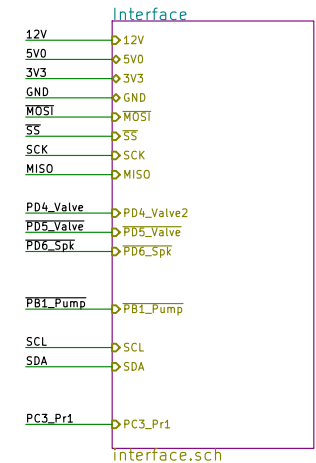 Interface
12V 12V
5V0 5V0
3V3 3V3
GND GND
MOSI MOSI
SS SS
SCK SCK
MISO MISO
PD4_Valve PD4_Valve2
PD5_Valve PD5_Valve
PD6_Spk PD6_Spk
PB1_Pump PB1_Pump
SCL SCL
SDA SDA
PC3_Pr1 PC3_Pr1
interface.sch